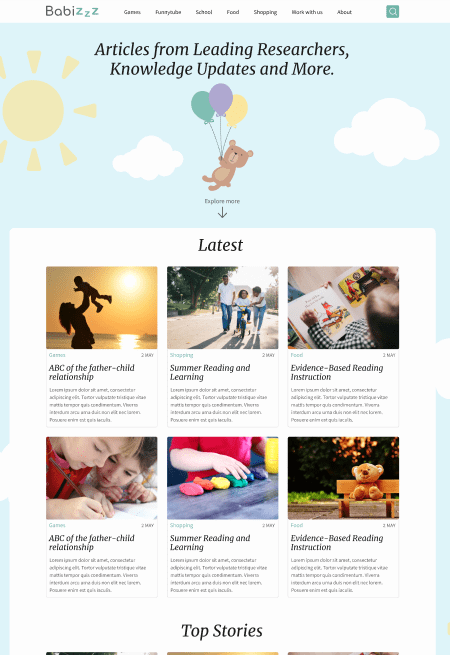 Babizzz
Games Funnytube School Food Shopping Work with us About
Articles from Leading Researchers,
Knowledge Updates and More.
Explore more
Latest
Games 2 MAY
ABC of the father-child
relationship
Lorem ipsum dolor sit amet, consectetur
adipiscing elit. Tortor vulputate tristique vitae
mattis tempor quis condimentum. Viverra
interdum arcu urna duis non elit nec lorem.
Posuere enim est quis iaculis.
Shopping 2 MAY
Summer Reading and
Learning
Lorem ipsum dolor sit amet, consectetur
adipiscing elit. Tortor vulputate tristique vitae
mattis tempor quis condimentum. Viverra
interdum arcu urna duis non elit nec lorem.
Posuere enim est quis iaculis.
Food 2 MAY
Evidence-Based Reading
Instruction
Lorem ipsum dolor sit amet, consectetur
adipiscing elit. Tortor vulputate tristique vitae
mattis tempor quis condimentum. Viverra
interdum arcu urna duis non elit nec lorem.
Posuere enim est quis iaculis.
Games 2 MAY
ABC of the father-child
relationship
Lorem ipsum dolor sit amet, consectetur
adipiscing elit. Tortor vulputate tristique vitae
mattis tempor quis condimentum. Viverra
interdum arcu urna duis non elit nec lorem.
Posuere enim est quis iaculis.
Shopping 2 MAY
Summer Reading and
Learning
Lorem ipsum dolor sit amet, consectetur
adipiscing elit. Tortor vulputate tristique vitae
mattis tempor quis condimentum. Viverra
interdum arcu urna duis non elit nec lorem.
Posuere enim est quis iaculis.
Food 2 MAY
Evidence-Based Reading
Instruction
Lorem ipsum dolor sit amet, consectetur
adipiscing elit. Tortor vulputate tristique vitae
mattis tempor quis condimentum. Viverra
interdum arcu urna duis non elit nec lorem.
Posuere enim est quis iaculis.
Top Stories